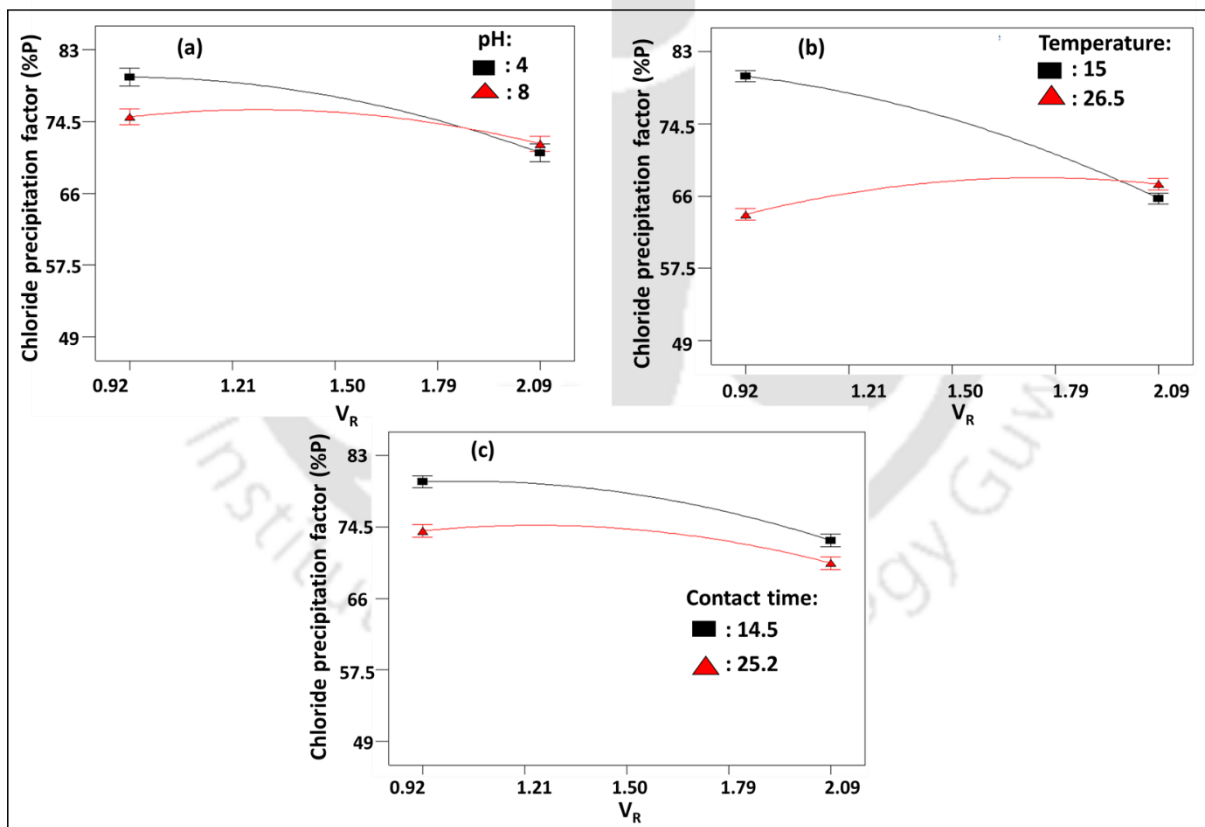 (a)
pH:
: 4
: 8
Chloride precipitation factor (%P)
83
74.5
66
57.5
49
0.92 1.21 1.50 1.79 2.09
VR
(b)
Temperature:
: 15
: 26.5
Chloride precipitation factor (%P)
83
74.5
66
57.5
49
0.92 1.21 1.50 1.79 2.09
VR
(c)
Contact time:
: 14.5
: 25.2
Chloride precipitation factor (%P)
83
74.5
66
57.5
49
0.92 1.21 1.50 1.79 2.09
VR